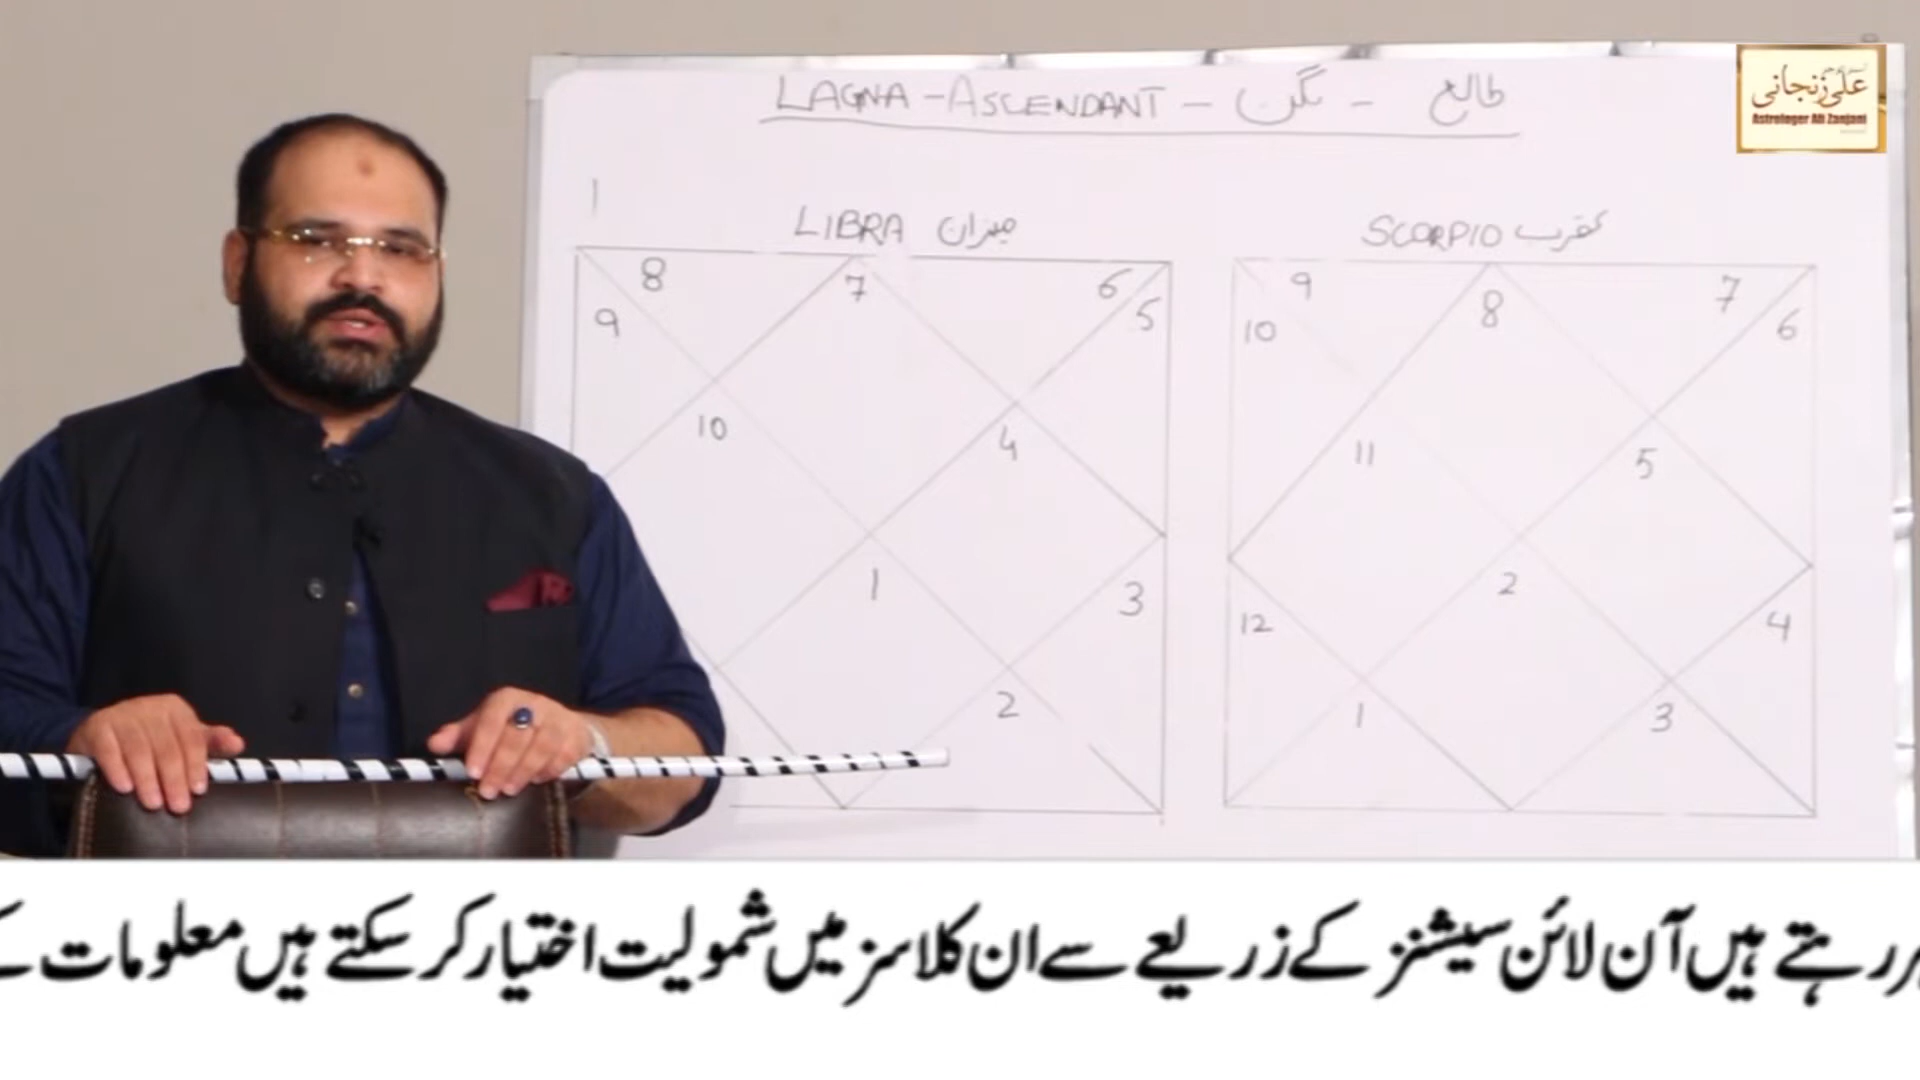 LAGNA - ASCENDANT - لگن - طالع
علی زنجانی
Astrologer Ali Zanjani
1
LIBRA میزان
8 7 6
9 5
10 4
1 3
2
SCORPIO عقرب
9 8 7
10 6
11 5
2
12 4
1 3
رہتے ہیں آن لائن سیشنز کے زریعے سے ان کلاسز میں شمولیت اختیار کر سکتے ہیں معلومات کے